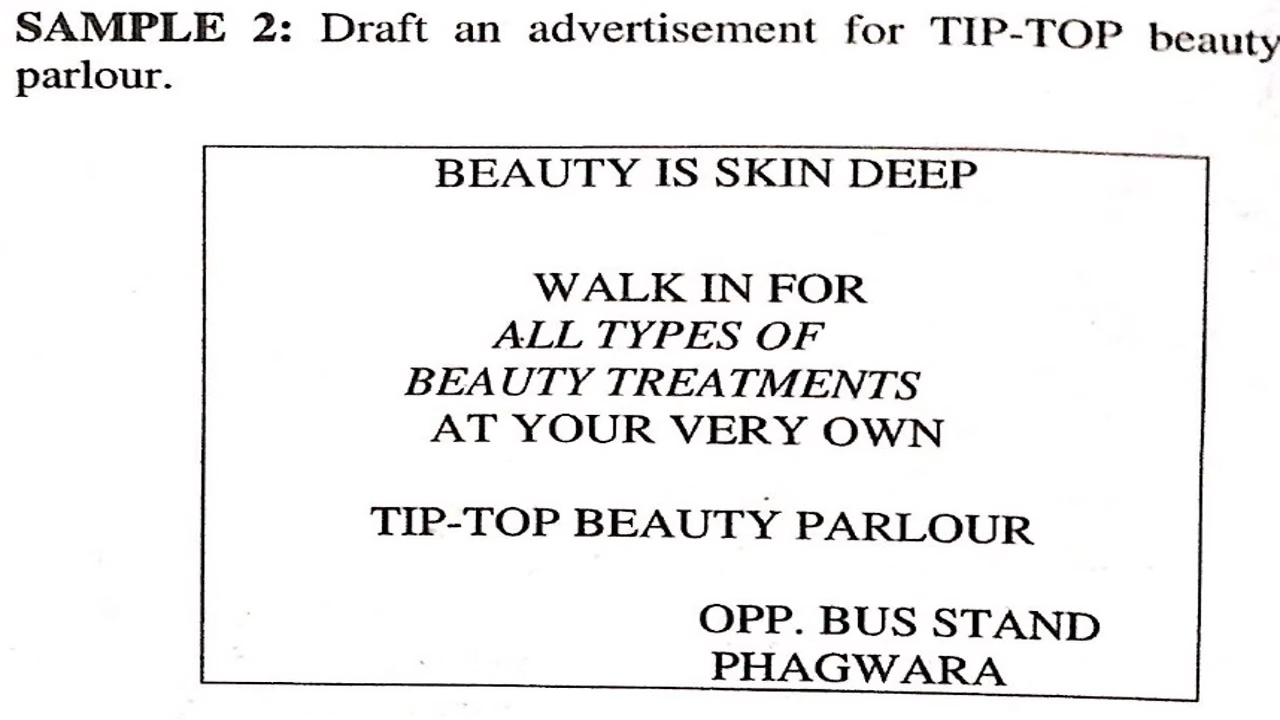 SAMPLE 2: Draft an advertisement for TIP-TOP beauty
parlour.
BEAUTY IS SKIN DEEP
WALK IN FOR
ALL TYPES OF
BEAUTY TREATMENTS
AT YOUR VERY OWN
TIP-TOP BEAUTY PARLOUR
OPP. BUS STAND
PHAGWARA